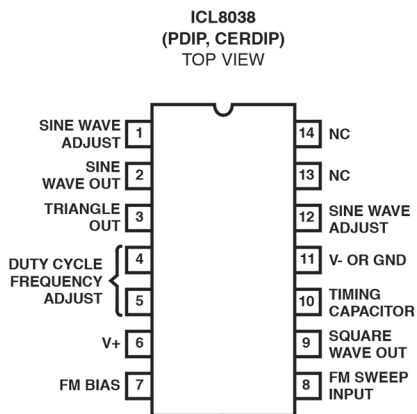 ICL8038
(PDIP, CERDIP)
TOP VIEW
SINE WAVE
ADJUST
1
SINE
WAVE OUT
2
TRIANGLE
OUT
3
DUTY CYCLE
FREQUENCY
ADJUST
4
5
V+
6
FM BIAS
7
14
NC
13
NC
12
SINE WAVE
ADJUST
11
V- OR GND
10
TIMING
CAPACITOR
9
SQUARE
WAVE OUT
8
FM SWEEP
INPUT